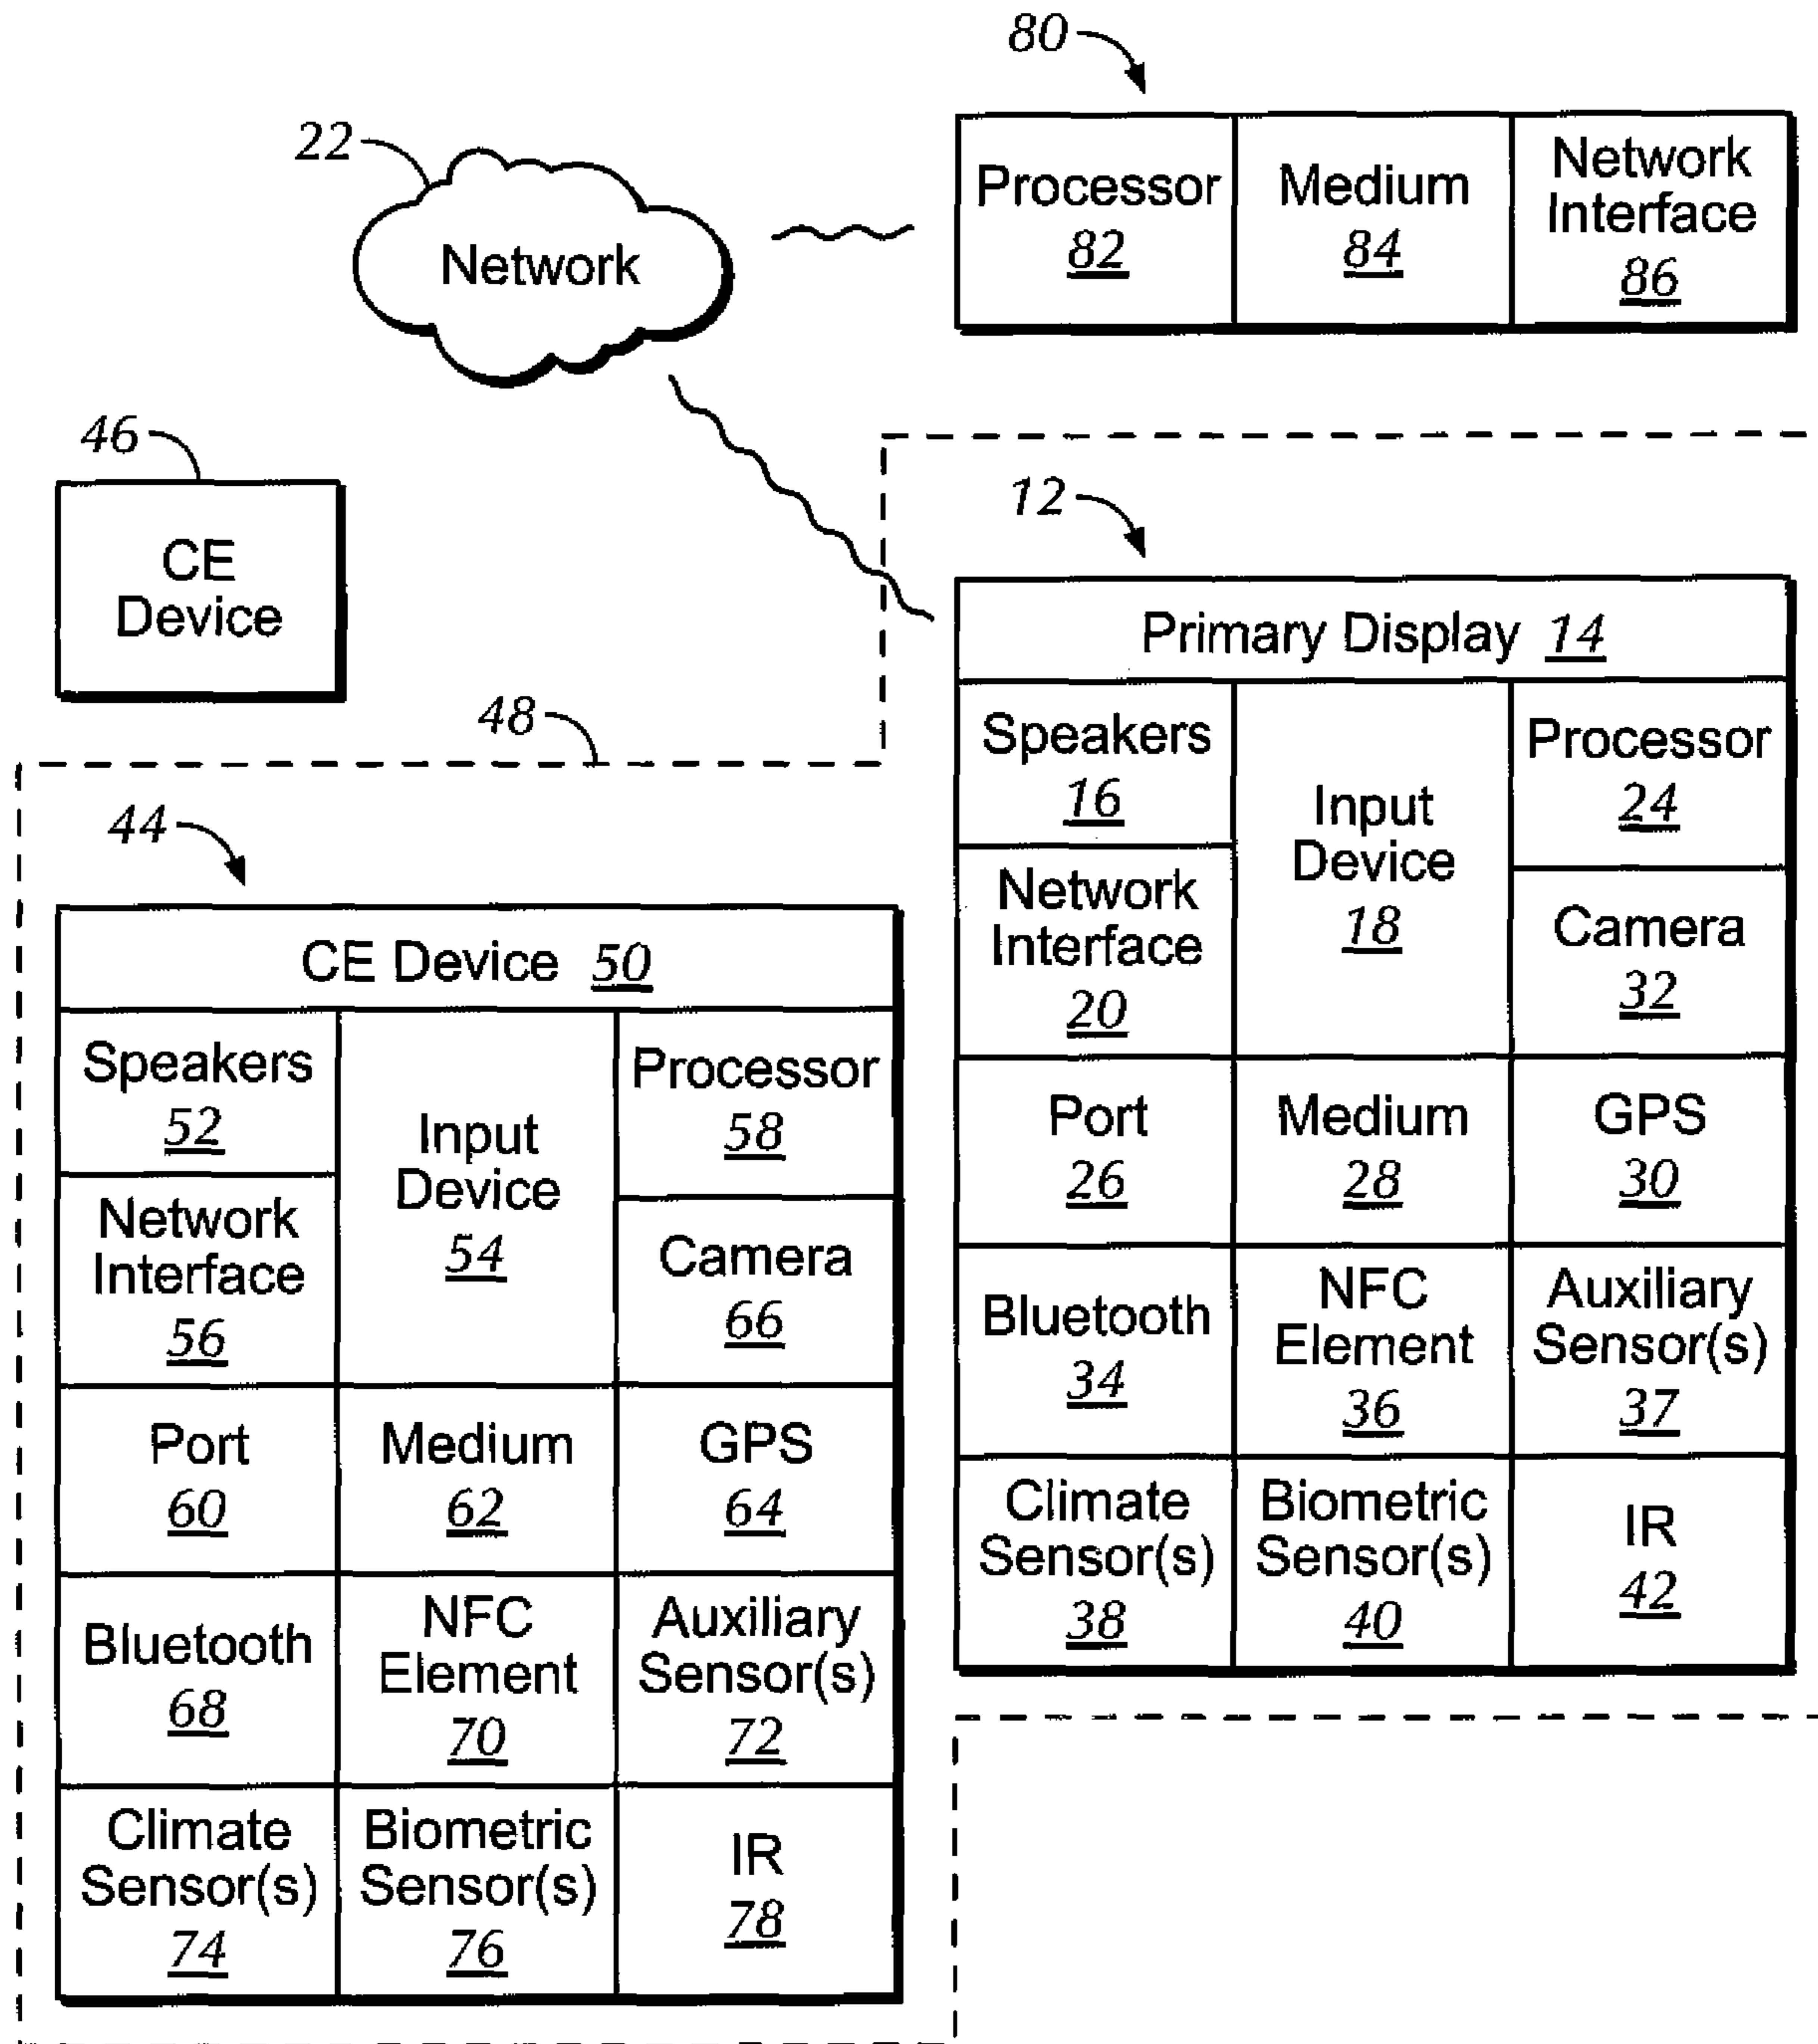 80
22
Network
Processor
82
Medium
84
Network
Interface
86
46
CE
Device
12
Primary Display 14
Speakers
16
Input
Device
18
Processor
24
Network
Interface
20
Camera
32
Port
26
Medium
28
GPS
30
Bluetooth
34
NFC
Element
36
Auxiliary
Sensor(s)
37
Climate
Sensor(s)
38
Biometric
Sensor(s)
40
IR
42
48
44
CE Device 50
Speakers
52
Input
Device
54
Processor
58
Network
Interface
56
Camera
66
Port
60
Medium
62
GPS
64
Bluetooth
68
NFC
Element
70
Auxiliary
Sensor(s)
72
Climate
Sensor(s)
74
Biometric
Sensor(s)
76
IR
78